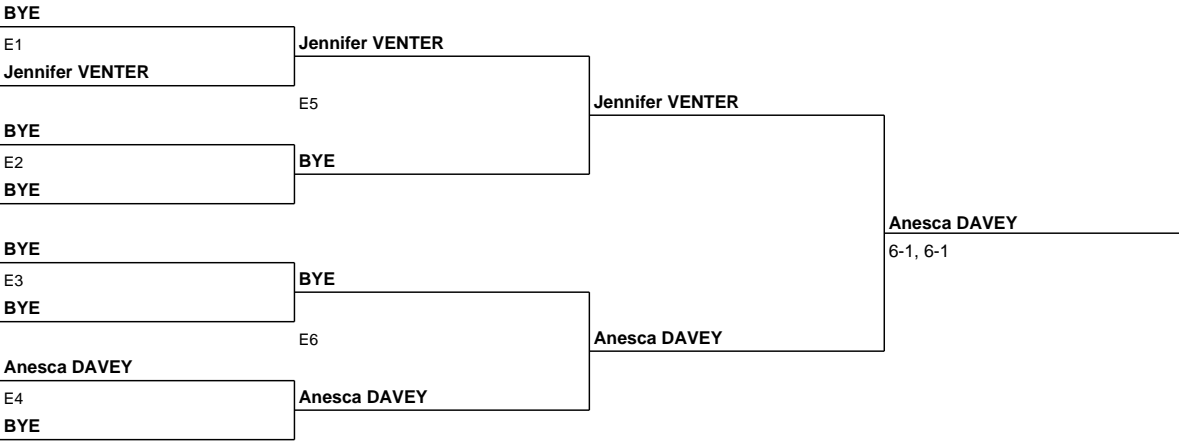 BYE
E1
Jennifer VENTER
Jennifer VENTER
E5
Jennifer VENTER
BYE
E2
BYE
BYE
Anesca DAVEY
6-1, 6-1
BYE
E3
BYE
BYE
E6
Anesca DAVEY
Anesca DAVEY
E4
Anesca DAVEY
BYE